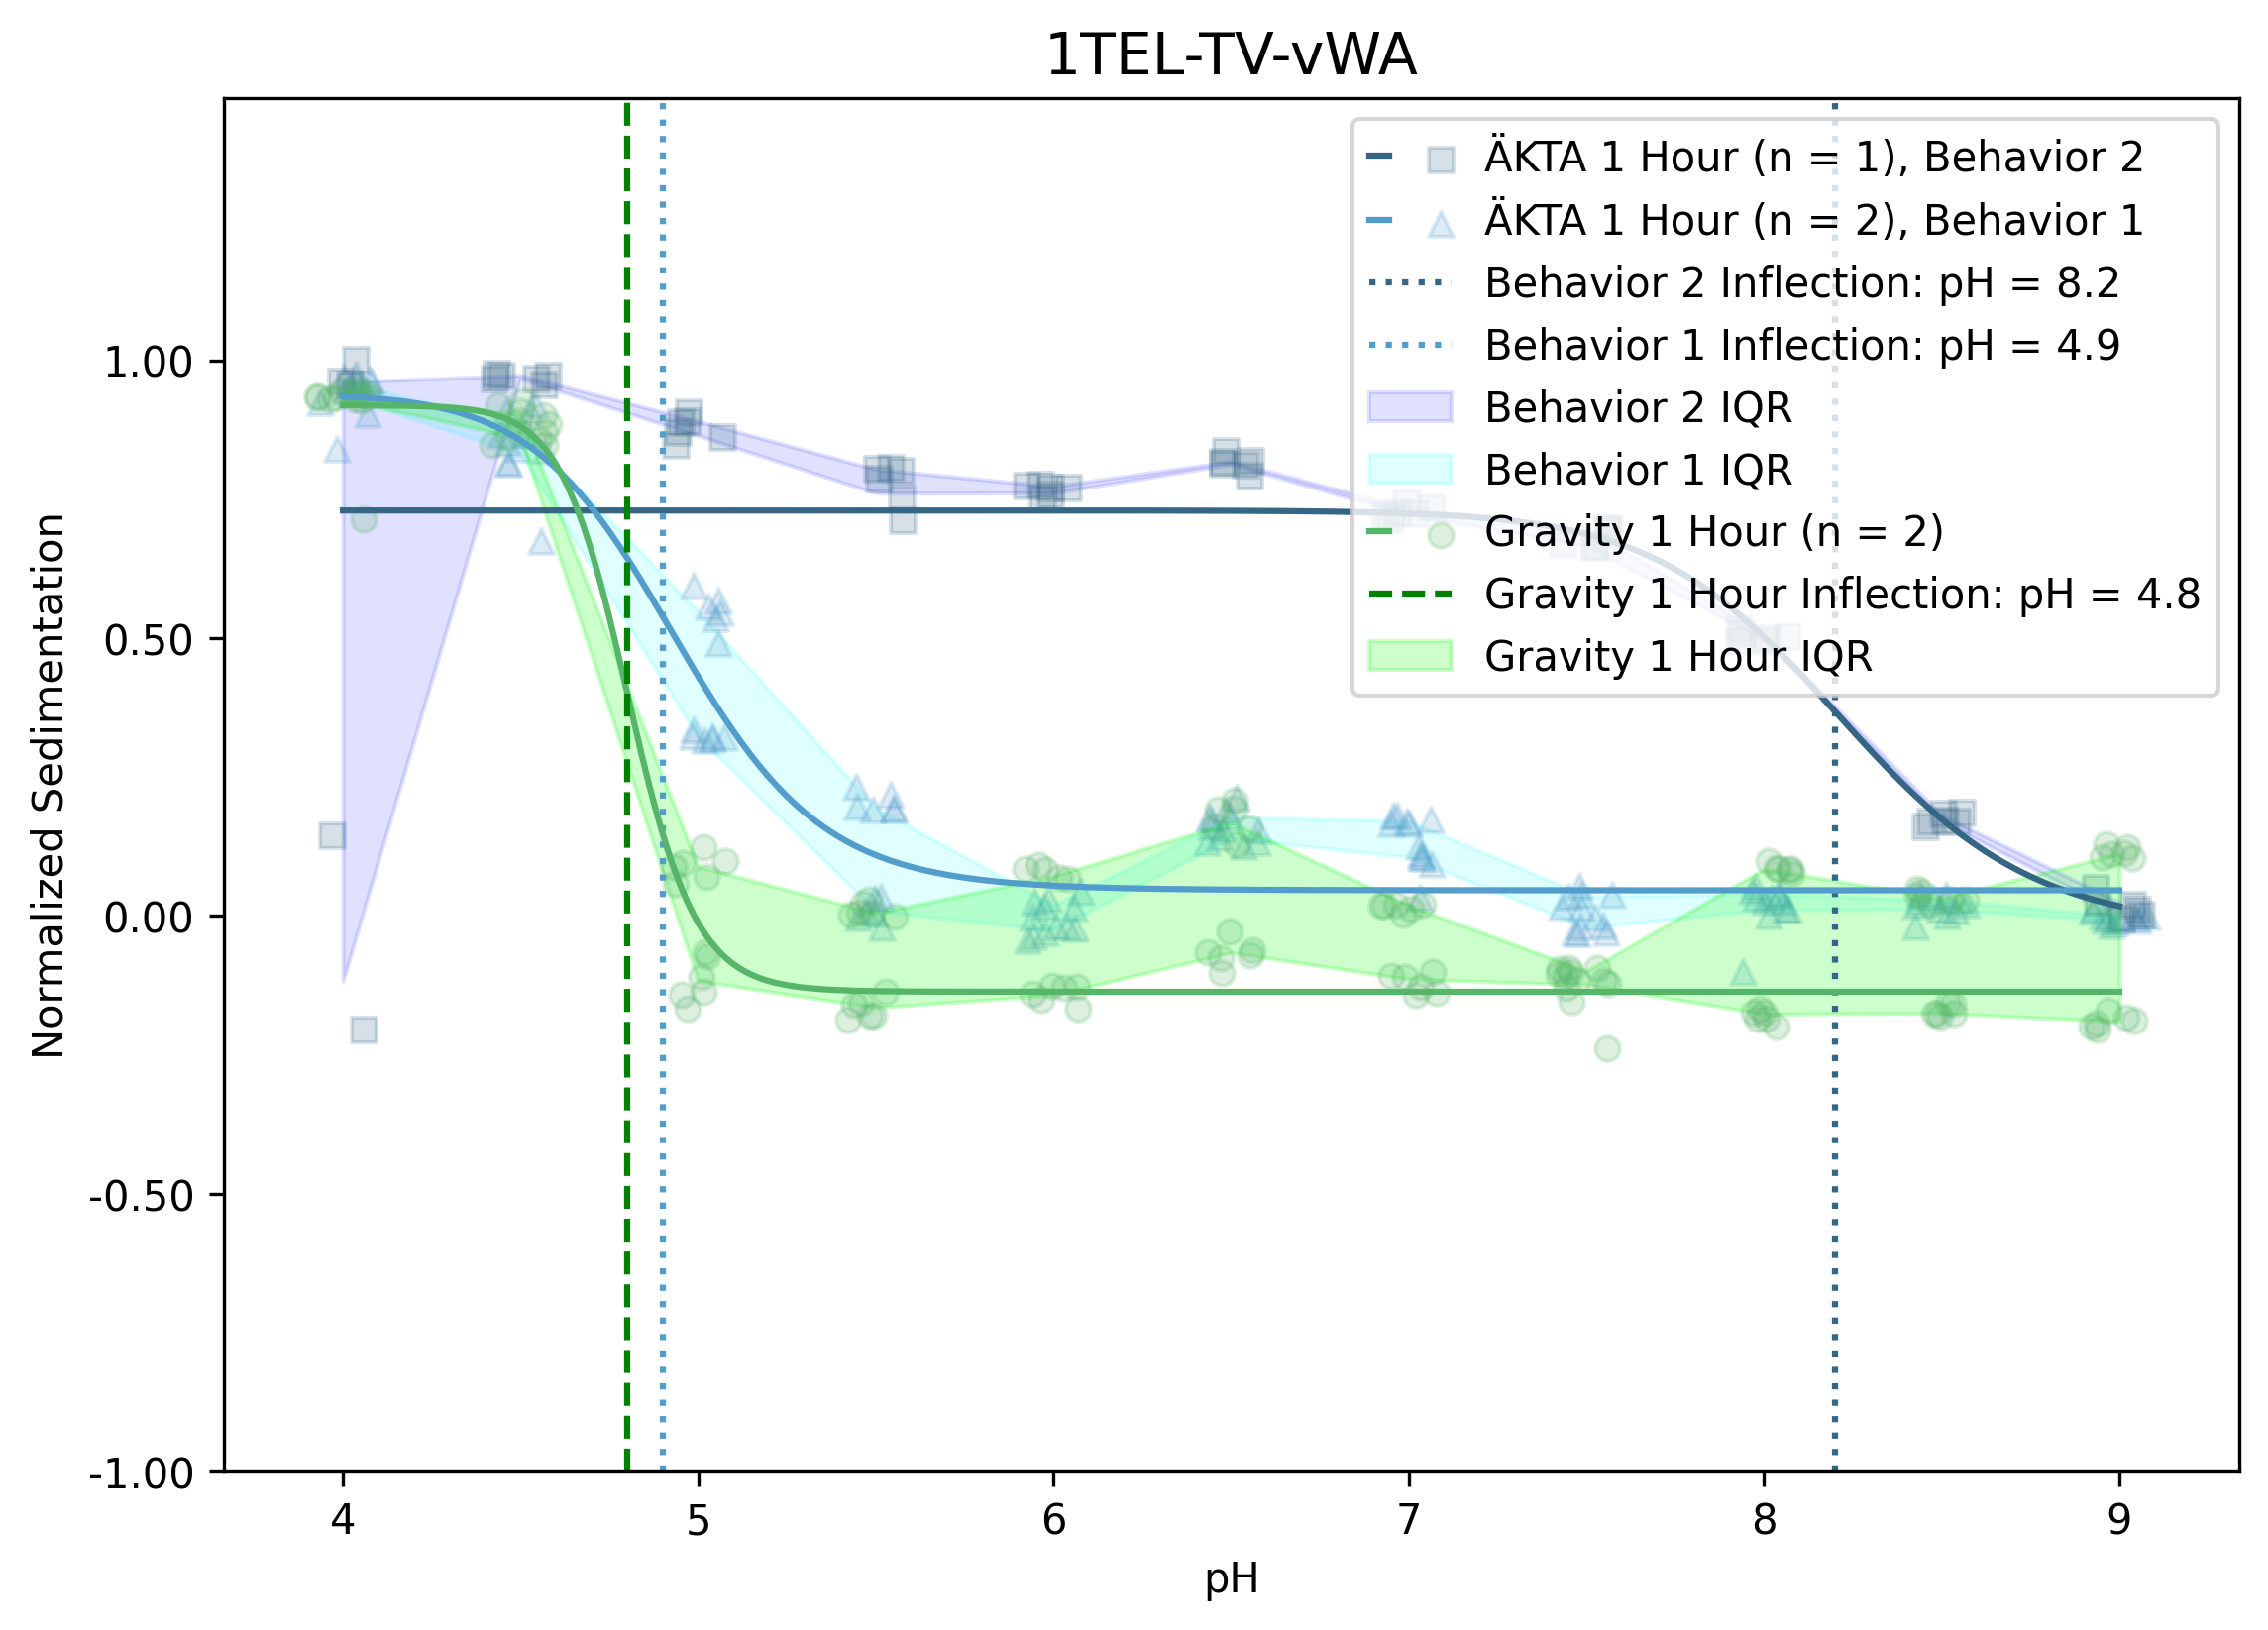 1TEL-TV-vWA
ÄKTA 1 Hour (n = 1), Behavior 2
ÄKTA 1 Hour (n = 2), Behavior 1
Behavior 2 Inflection: pH = 8.2
Behavior 1 Inflection: pH = 4.9
Behavior 2 IQR
Behavior 1 IQR
Gravity 1 Hour (n = 2)
Gravity 1 Hour Inflection: pH = 4.8
Gravity 1 Hour IQR
Normalized Sedimentation
1.00
0.50
0.00
-0.50
-1.00
4 5 6 7 8 9
pH